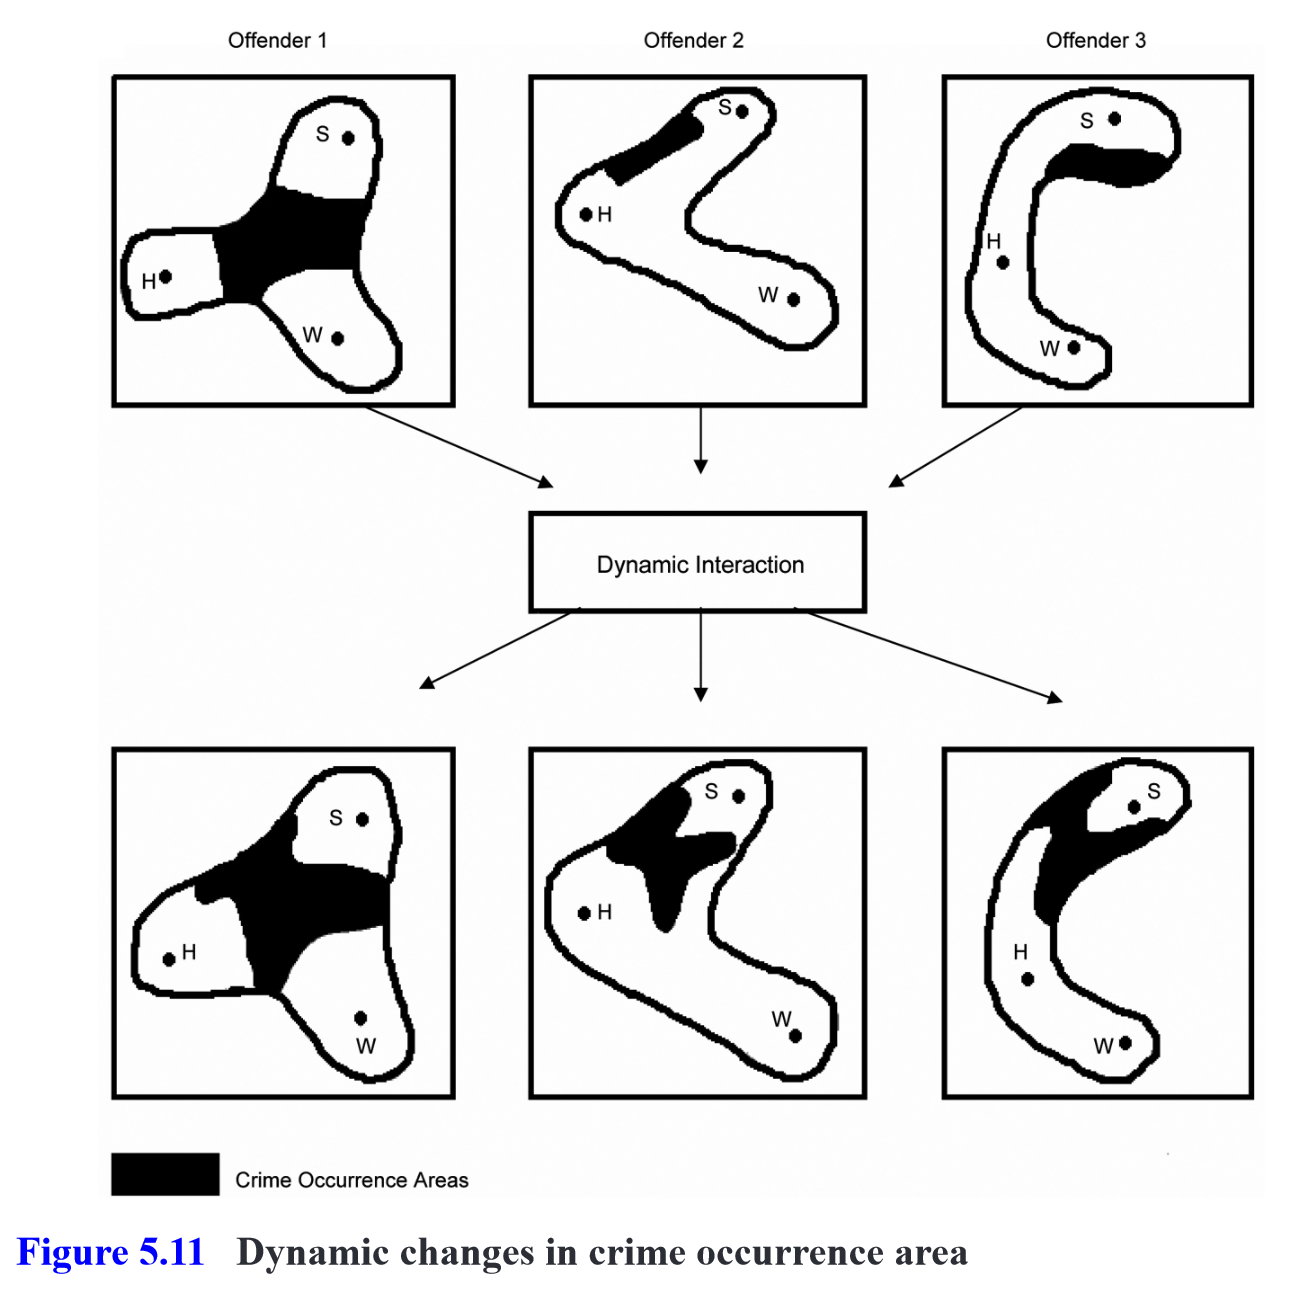 Offender 1
Offender 2
Offender 3
S
H
W
S
H
W
S
H
W
Dynamic Interaction
S
H
W
S
H
W
S
H
W
Crime Occurrence Areas
Figure 5.11 Dynamic changes in crime occurrence area